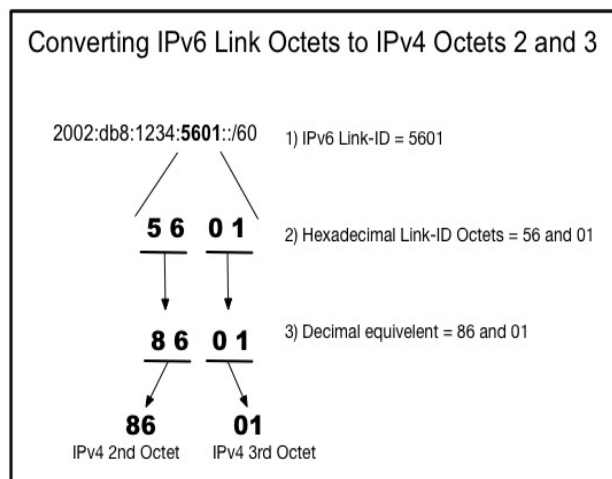 Converting IPv6 Link Octets to IPv4 Octets 2 and 3
2002:db8:1234:5601::/60
1) IPv6 Link-ID = 5601
5 6 0 1
2) Hexadecimal Link-ID Octets = 56 and 01
8 6 0 1
3) Decimal equivelent = 86 and 01
86 01
IPv4 2nd Octet IPv4 3rd Octet